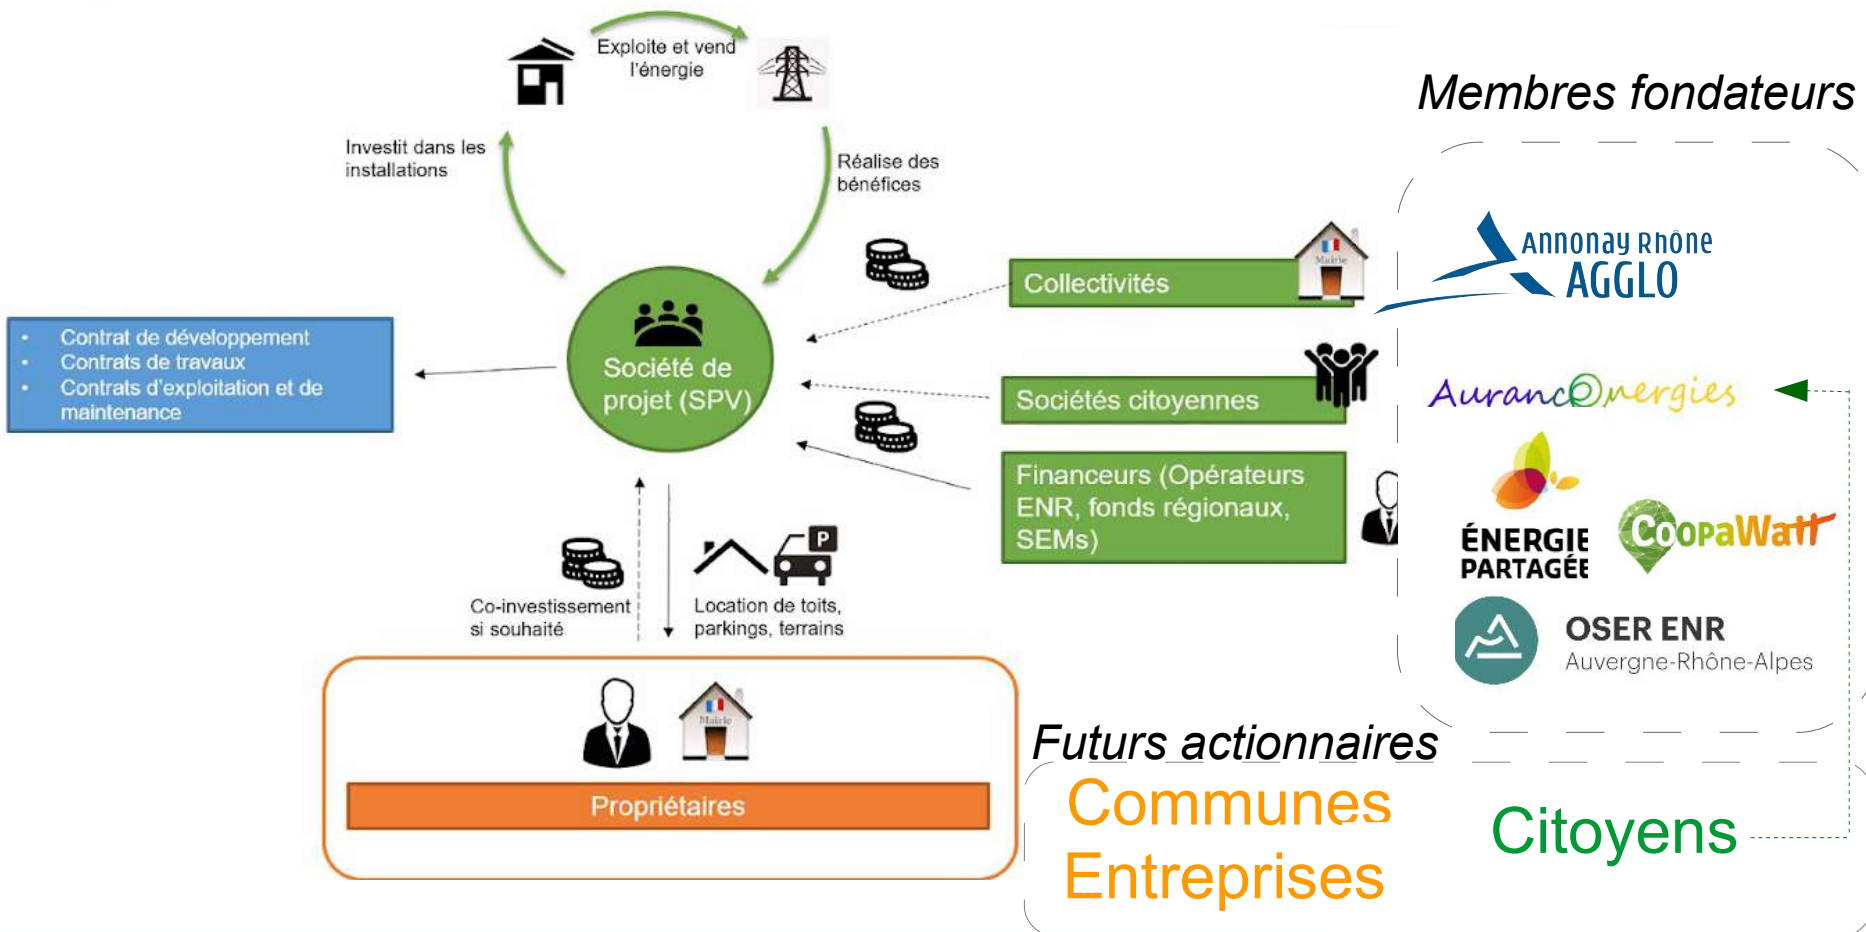 Exploite et vend
l'énergie
Membres fondateurs
Investit dans les
installations
Réalise des
bénéfices
Mairie
ANNONAY RHÔNE
AGGLO
Collectivités
• Contrat de développement
• Contrats de travaux
• Contrats d'exploitation et de
maintenance
Société de
projet (SPV)
Sociétés citoyennes
AurancOnergies
Financeurs (Opérateurs
ENR, fonds régionaux,
SEMs)
ÉNERGIE
PARTAGÉE
CoopaWatt
P
Co-investissement
si souhaité
Location de toits,
parkings, terrains
OSER ENR
Auvergne-Rhône-Alpes
Mairie
Propriétaires
Futurs actionnaires
Communes
Entreprises
Citoyens